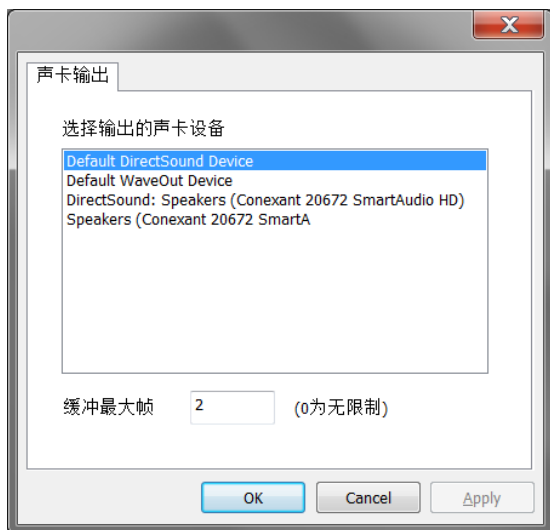 声卡输出
选择输出的声卡设备
Default DirectSound Device
Default WaveOut Device
DirectSound: Speakers (Conexant 20672 SmartAudio HD)
Speakers (Conexant 20672 SmartA
缓冲最大帧 2 (0为无限制)
OK Cancel Apply